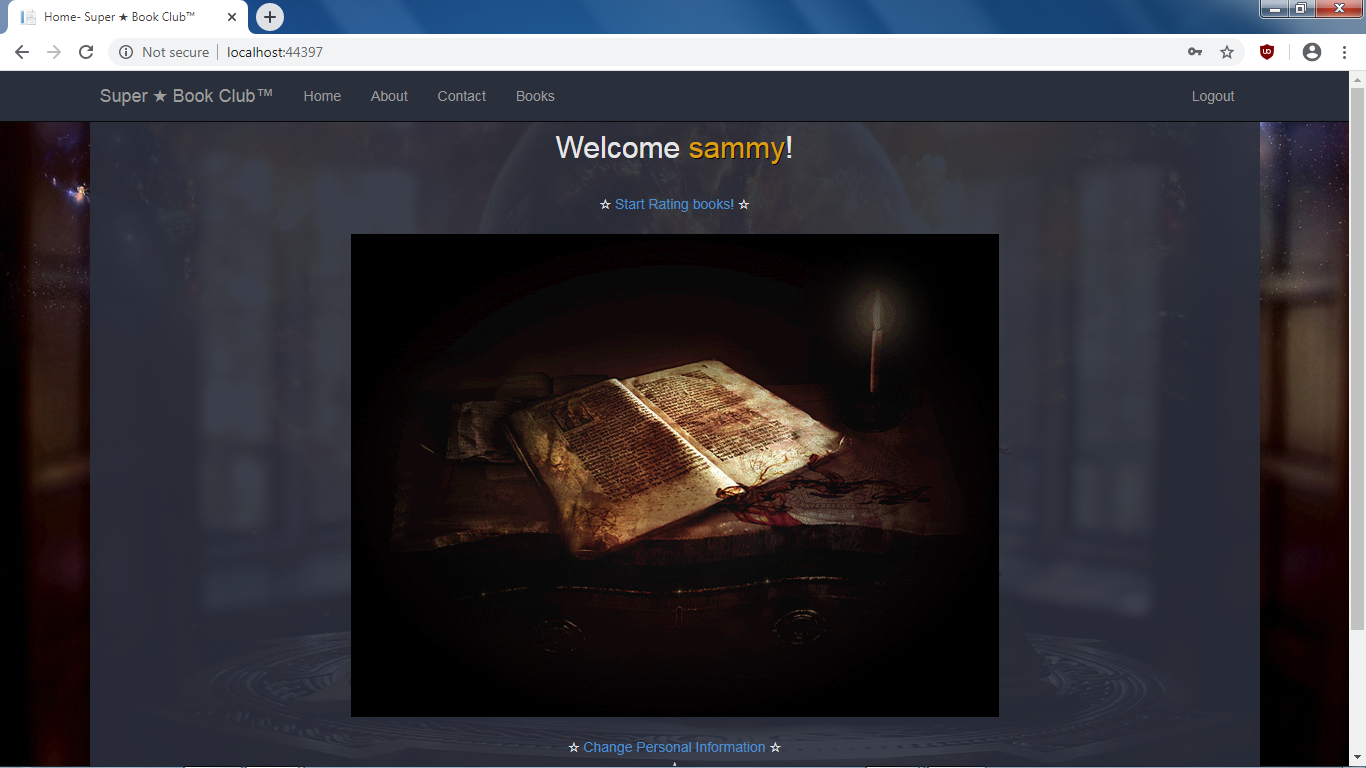 Home- Super ★ Book Club™
Not secure | localhost:44397
Super ★ Book Club™ Home About Contact Books Logout
Welcome sammy!
☆ Start Rating books! ☆
☆ Change Personal Information ☆